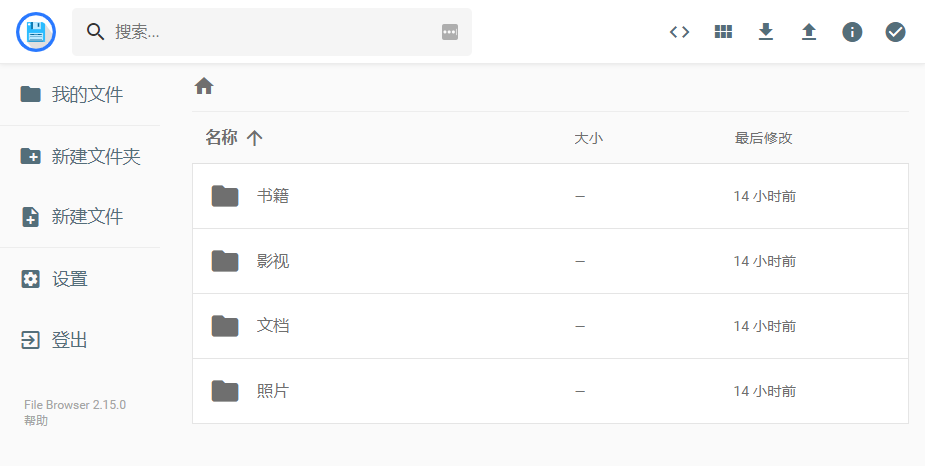 搜索...
我的文件
新建文件夹
新建文件
设置
登出
File Browser 2.15.0
帮助
名称 大小 最后修改
书籍 — 14 小时前
影视 — 14 小时前
文档 — 14 小时前
照片 — 14 小时前